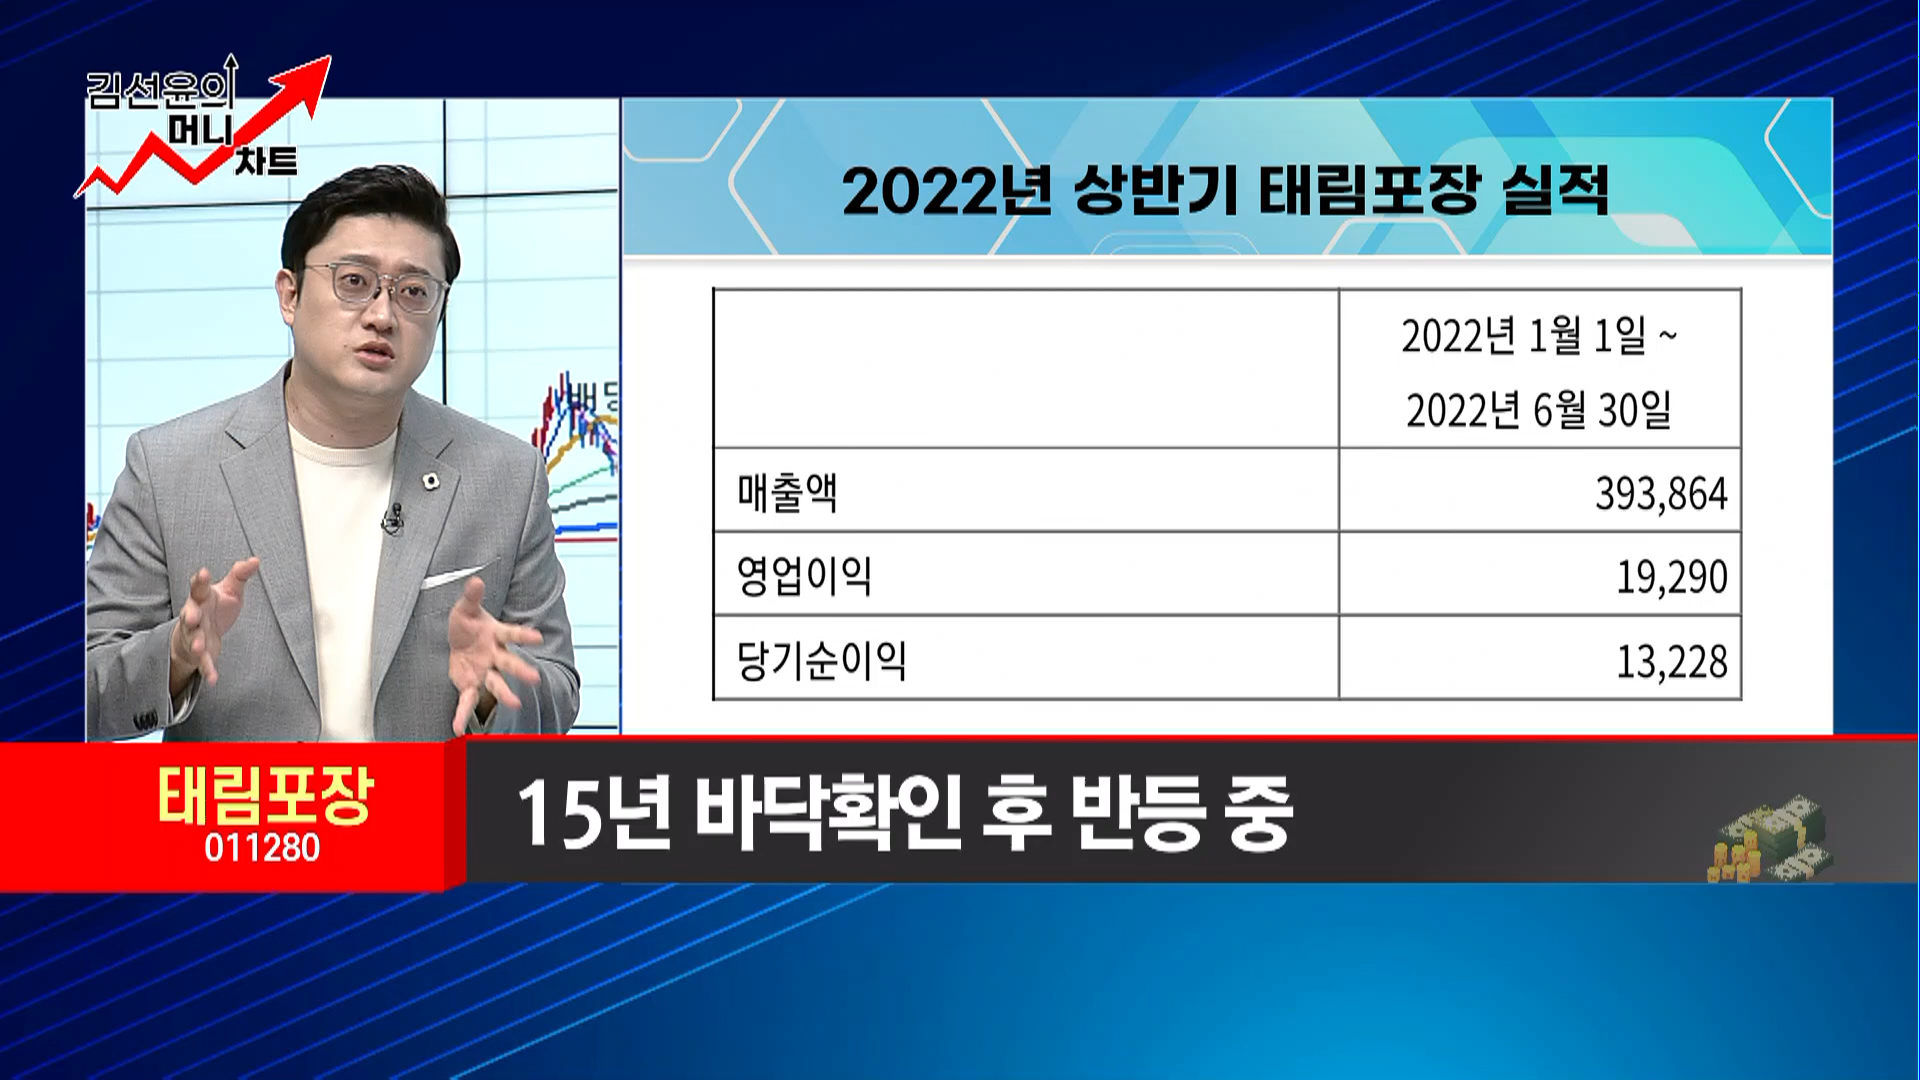 김선윤의
머니
차트
2022년 상반기 태림포장 실적
2022년 1월 1일 ~
2022년 6월 30일
매출액 393,864
영업이익 19,290
당기순이익 13,228
배당
태림포장
011280
15년 바닥확인 후 반등 중